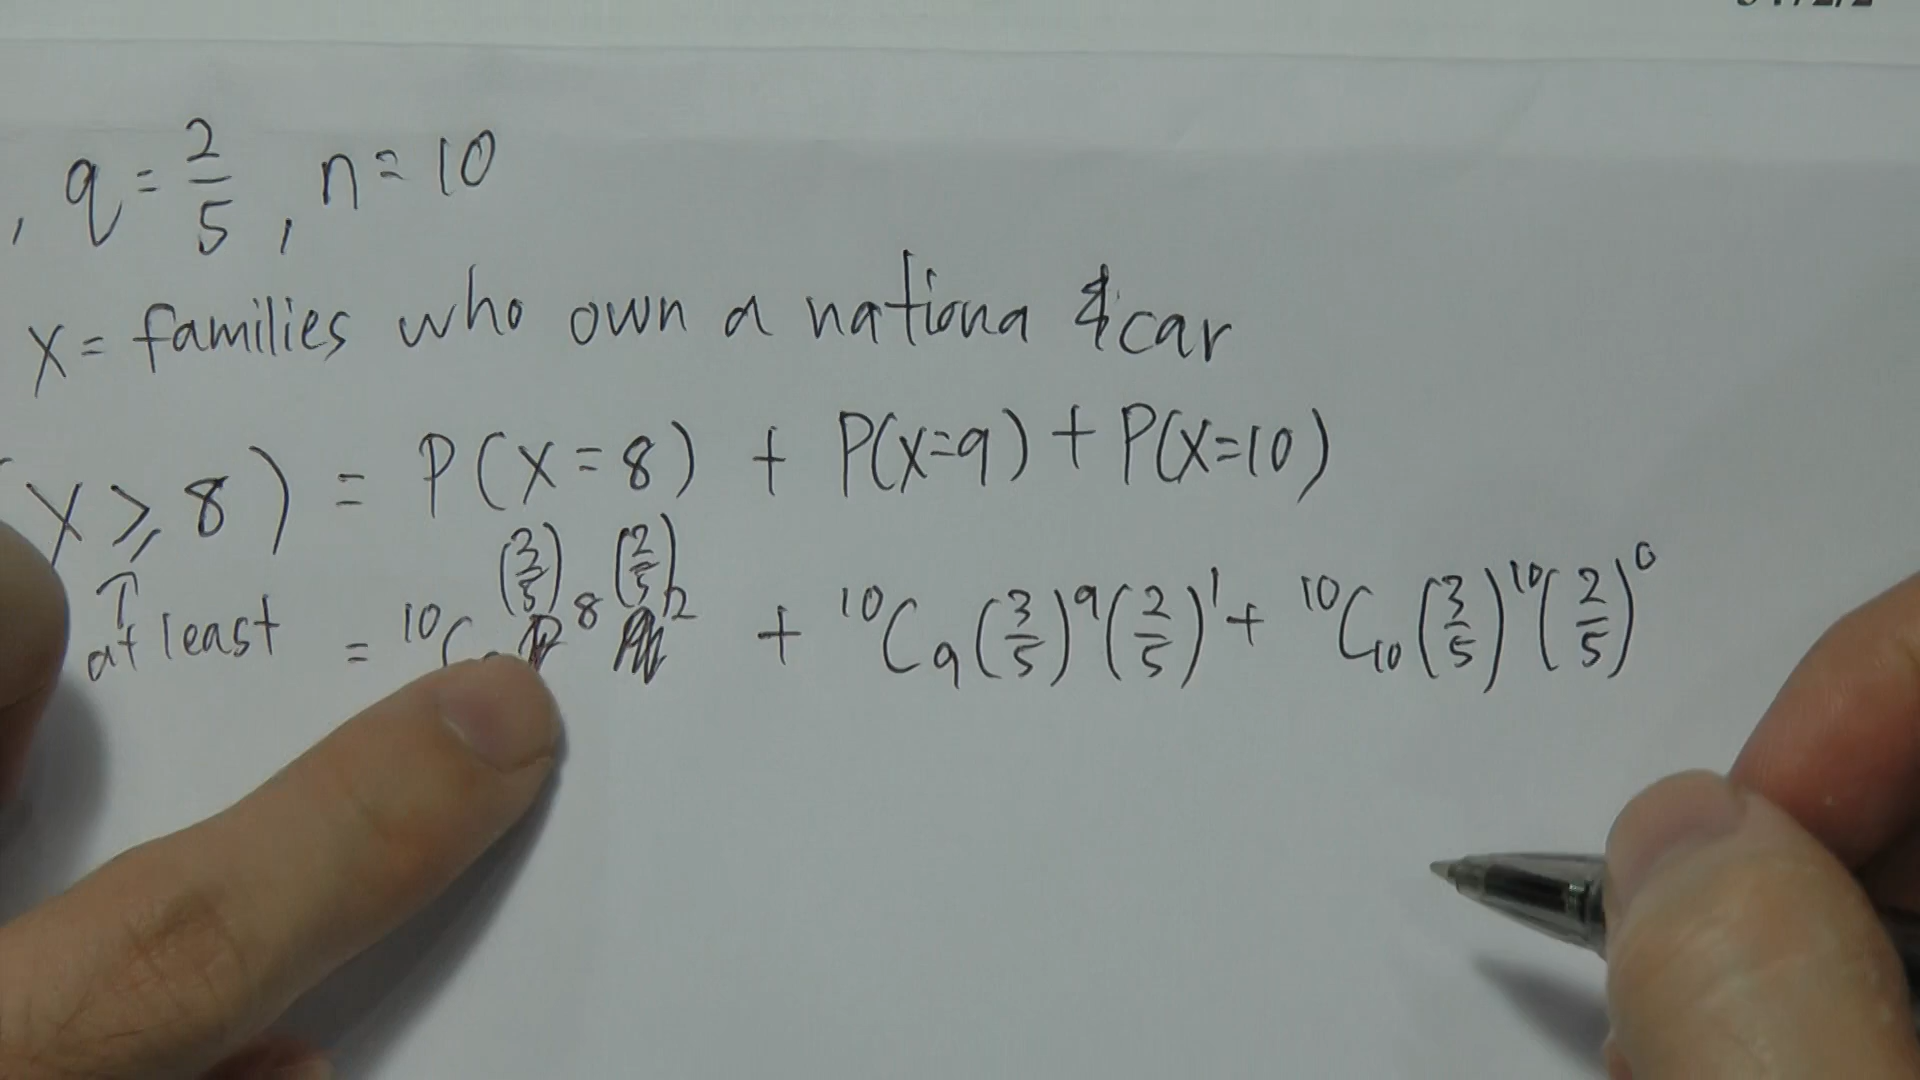 , q = 2/5 , n = 10
X = families who own a nationa car
X ≥ 8) = P(X=8) + P(X=9) + P(X=10)
↑
at least = ¹⁰C (3/5)⁸ (2/5)² + ¹⁰C₉ (3/5)⁹ (2/5)¹ + ¹⁰C₁₀ (3/5)¹⁰ (2/5)⁰